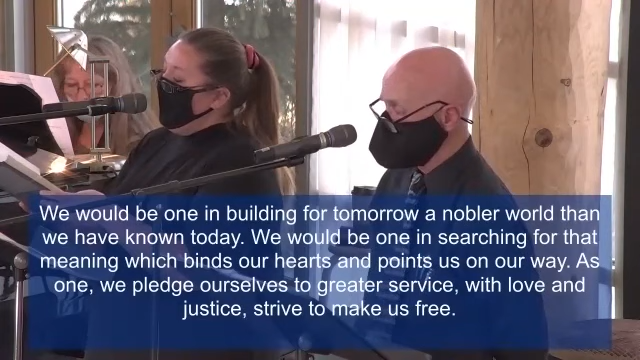 We would be one in building for tomorrow a nobler world than
we have known today. We would be one in searching for that
meaning which binds our hearts and points us on our way. As
one, we pledge ourselves to greater service, with love and
justice, strive to make us free.